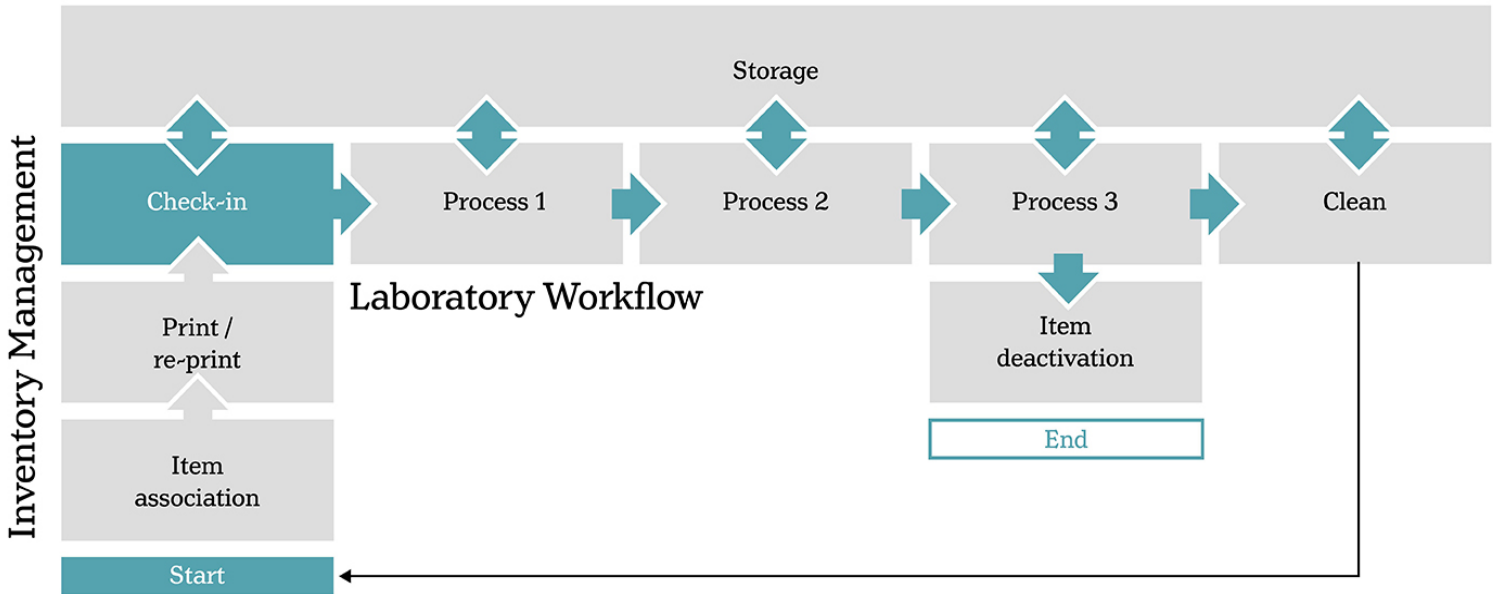 Storage
Inventory Management
Check-in
Process 1
Process 2
Process 3
Clean
Laboratory Workflow
Print /
re-print
Item
deactivation
End
Item
association
Start